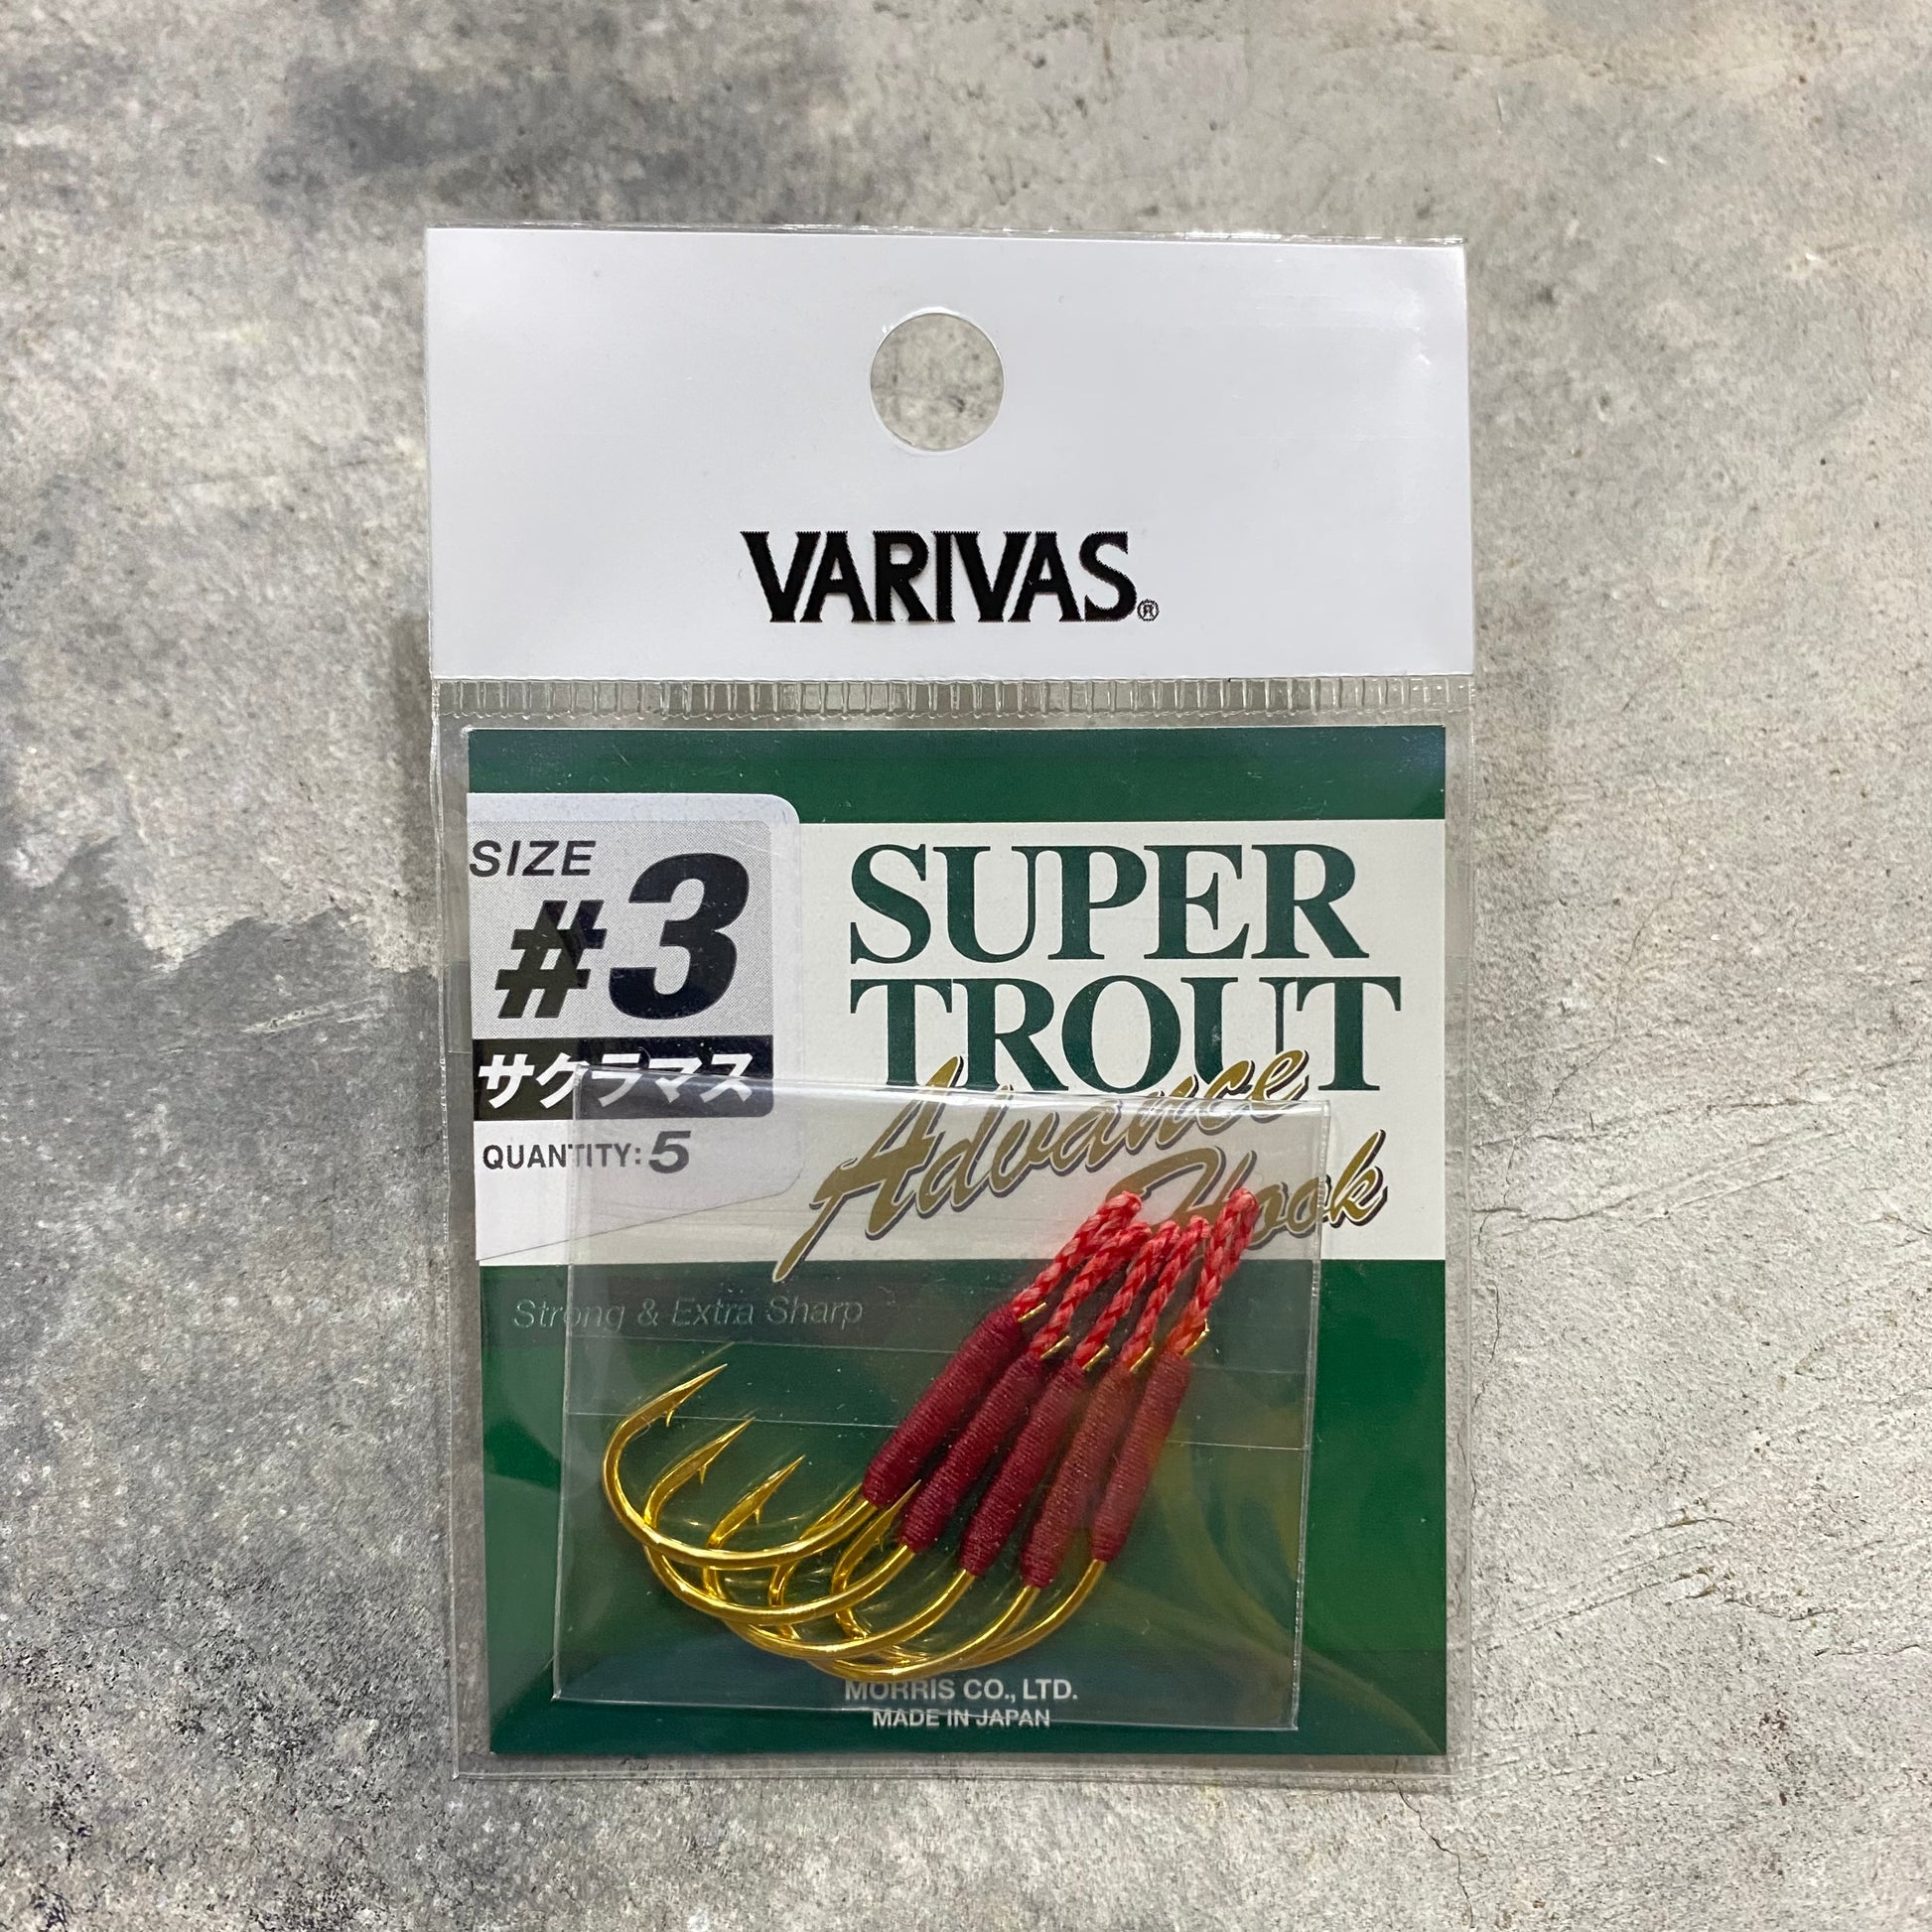 VARIVAS®
SIZE
#3
サクラマス
QUANTITY: 5
SUPER
TROUT
Advance
Hook
Strong & Extra Sharp
MORRIS CO., LTD.
MADE IN JAPAN